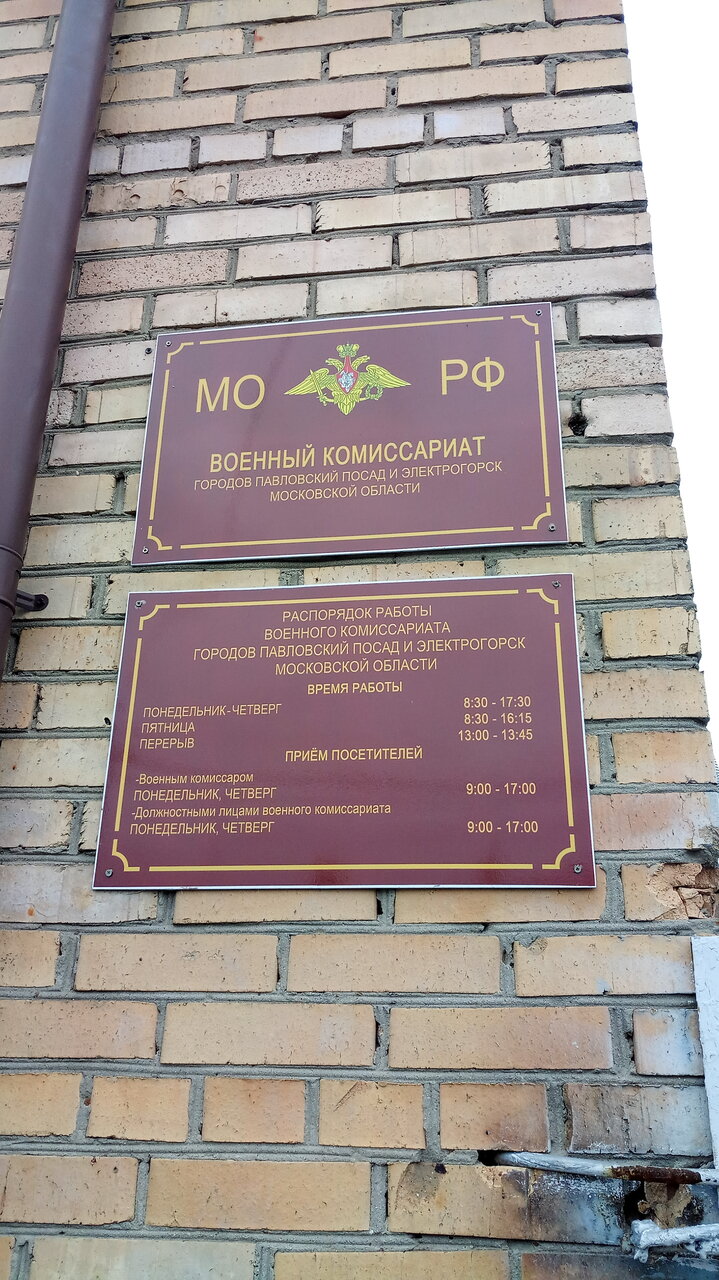 МО РФ
ВОЕННЫЙ КОМИССАРИАТ
ГОРОДОВ ПАВЛОВСКИЙ ПОСАД И ЭЛЕКТРОГОРСК
МОСКОВСКОЙ ОБЛАСТИ
РАСПОРЯДОК РАБОТЫ
ВОЕННОГО КОМИССАРИАТА
ГОРОДОВ ПАВЛОВСКИЙ ПОСАД И ЭЛЕКТРОГОРСК
МОСКОВСКОЙ ОБЛАСТИ
ВРЕМЯ РАБОТЫ
ПОНЕДЕЛЬНИК-ЧЕТВЕРГ 8:30 - 17:30
ПЯТНИЦА 8:30 - 16:15
ПЕРЕРЫВ 13:00 - 13:45
ПРИЁМ ПОСЕТИТЕЛЕЙ
-Военным комиссаром
ПОНЕДЕЛЬНИК, ЧЕТВЕРГ 9:00 - 17:00
-Должностными лицами военного комиссариата
ПОНЕДЕЛЬНИК, ЧЕТВЕРГ 9:00 - 17:00